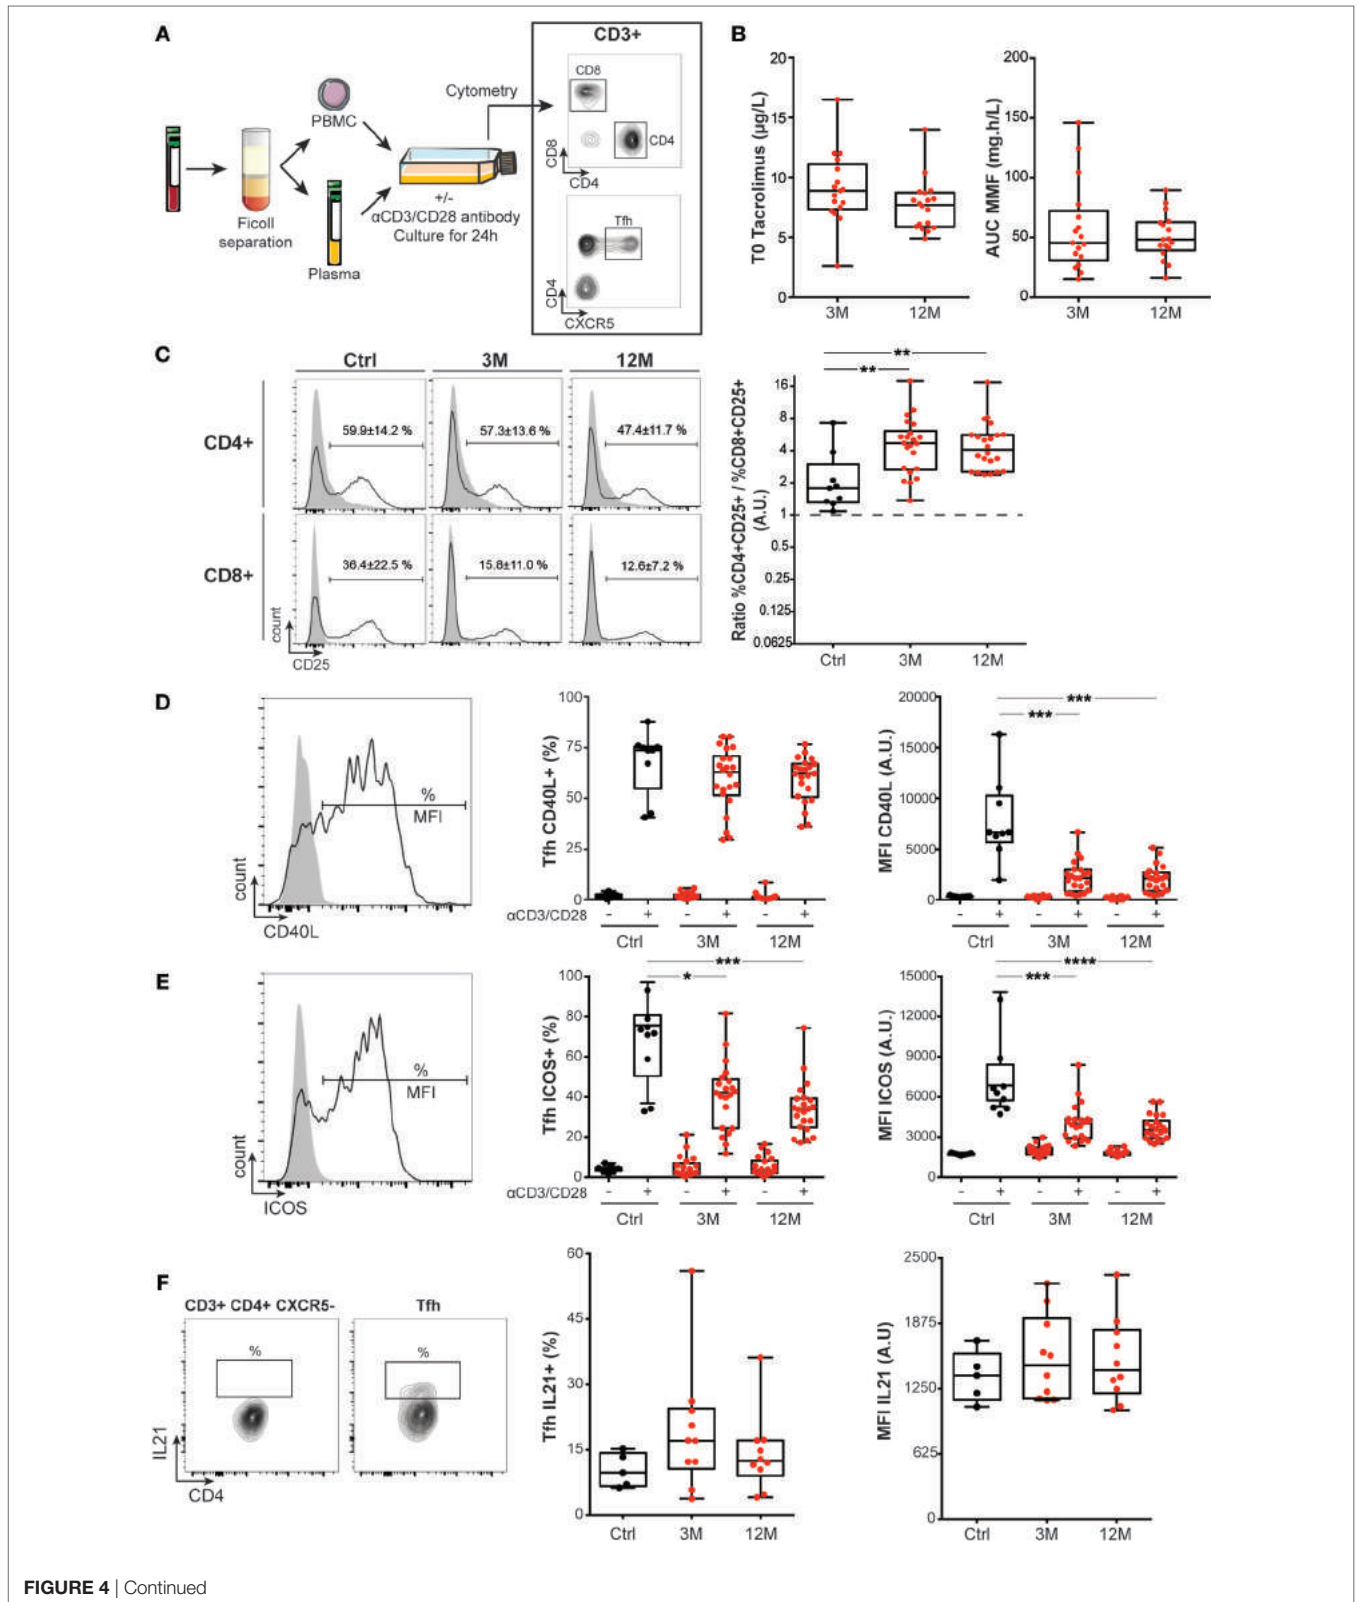 A
CD3+
CD8
CD4
CD8
CD4
Tfh
CD4
CXCR5
Cytometry
PBMC
Ficoll
separation
Plasma
+/-
αCD3/CD28 antibody
Culture for 24h
B
T0 Tacrolimus (µg/L)
20
15
10
5
0
3M
12M
AUC MMF (mg.h/L)
200
150
100
50
0
3M
12M
C
Ctrl
3M
12M
CD4+
59.9±14.2 %
57.3±13.6 %
47.4±11.7 %
CD8+
36.4±22.5 %
15.8±11.0 %
12.6±7.2 %
count
CD25
Ratio %CD4+CD25+ / %CD8+CD25+
(A.U.)
16
8
4
2
1
0.5
0.25
0.125
0.0625
**
**
Ctrl
3M
12M
D
%
MFI
count
CD40L
Tfh CD40L+ (%)
100
75
50
25
0
αCD3/CD28
- + - + - +
Ctrl
3M
12M
MFI CD40L (A.U.)
20000
15000
10000
5000
0
***
***
- + - + - +
Ctrl
3M
12M
E
%
MFI
count
ICOS
Tfh ICOS+ (%)
100
80
60
40
20
0
***
*
αCD3/CD28
- + - + - +
Ctrl
3M
12M
MFI ICOS (A.U.)
15000
12000
9000
6000
3000
0
****
***
- + - + - +
Ctrl
3M
12M
F
CD3+ CD4+ CXCR5-
Tfh
%
%
IL21
CD4
Tfh IL21+ (%)
60
45
30
15
0
Ctrl
3M
12M
MFI IL21 (A.U)
2500
1875
1250
625
0
Ctrl
3M
12M
FIGURE 4 | Continued